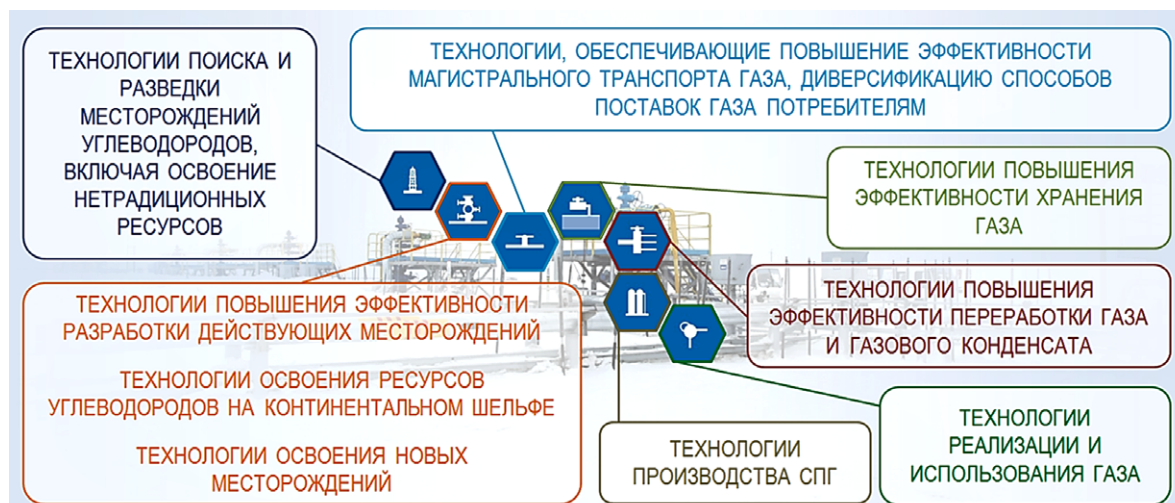 ТЕХНОЛОГИИ ПОИСКА И
РАЗВЕДКИ
МЕСТОРОЖДЕНИЙ
УГЛЕВОДОРОДОВ,
ВКЛЮЧАЯ ОСВОЕНИЕ
НЕТРАДИЦИОННЫХ
РЕСУРСОВ
ТЕХНОЛОГИИ, ОБЕСПЕЧИВАЮЩИЕ ПОВЫШЕНИЕ ЭФФЕКТИВНОСТИ
МАГИСТРАЛЬНОГО ТРАНСПОРТА ГАЗА, ДИВЕРСИФИКАЦИЮ СПОСОБОВ
ПОСТАВОК ГАЗА ПОТРЕБИТЕЛЯМ
ТЕХНОЛОГИИ ПОВЫШЕНИЯ
ЭФФЕКТИВНОСТИ ХРАНЕНИЯ
ГАЗА
ТЕХНОЛОГИИ ПОВЫШЕНИЯ ЭФФЕКТИВНОСТИ
РАЗРАБОТКИ ДЕЙСТВУЮЩИХ МЕСТОРОЖДЕНИЙ
ТЕХНОЛОГИИ ОСВОЕНИЯ РЕСУРСОВ
УГЛЕВОДОРОДОВ НА КОНТИНЕНТАЛЬНОМ ШЕЛЬФЕ
ТЕХНОЛОГИИ ОСВОЕНИЯ НОВЫХ
МЕСТОРОЖДЕНИЙ
ТЕХНОЛОГИИ ПОВЫШЕНИЯ
ЭФФЕКТИВНОСТИ ПЕРЕРАБОТКИ ГАЗА
И ГАЗОВОГО КОНДЕНСАТА
ТЕХНОЛОГИИ
ПРОИЗВОДСТВА СПГ
ТЕХНОЛОГИИ
РЕАЛИЗАЦИИ И
ИСПОЛЬЗОВАНИЯ ГАЗА